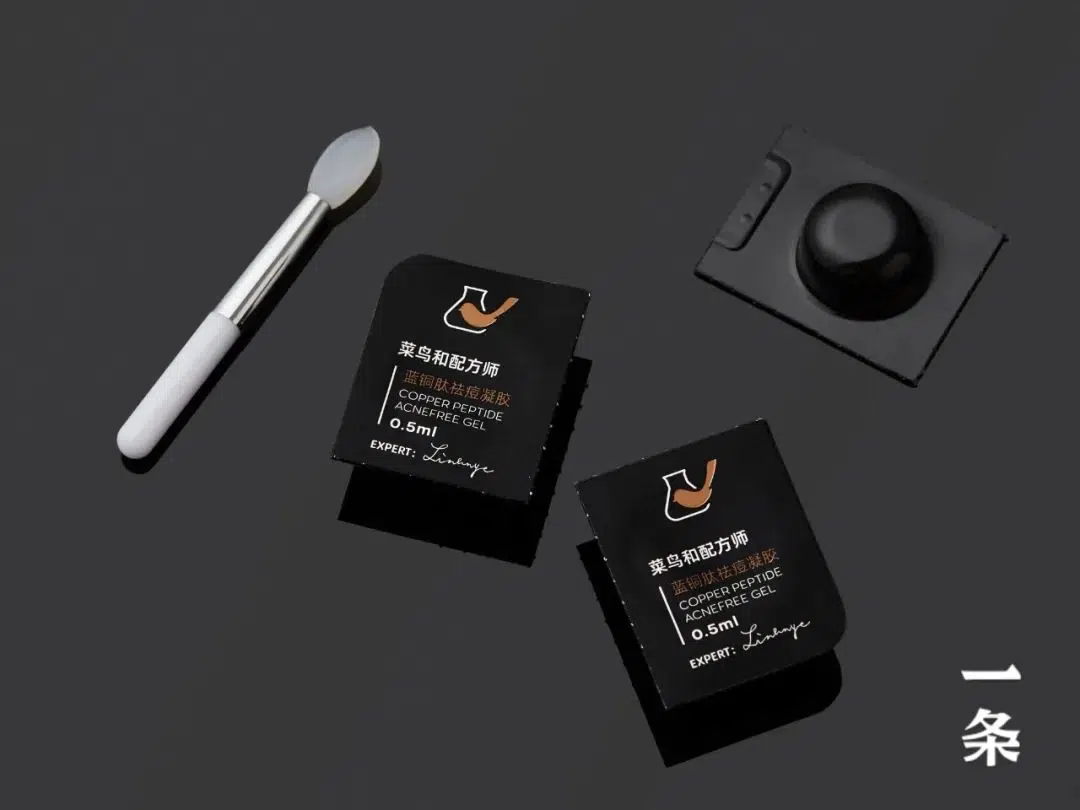 菜鸟和配方师
蓝铜肽祛痘凝胶
COPPER PEPTIDE
ACNEFREE GEL
0.5ml
EXPERT: Linhnye
菜鸟和配方师
蓝铜肽祛痘凝胶
COPPER PEPTIDE
ACNEFREE GEL
0.5ml
EXPERT: Linhnye
一
条